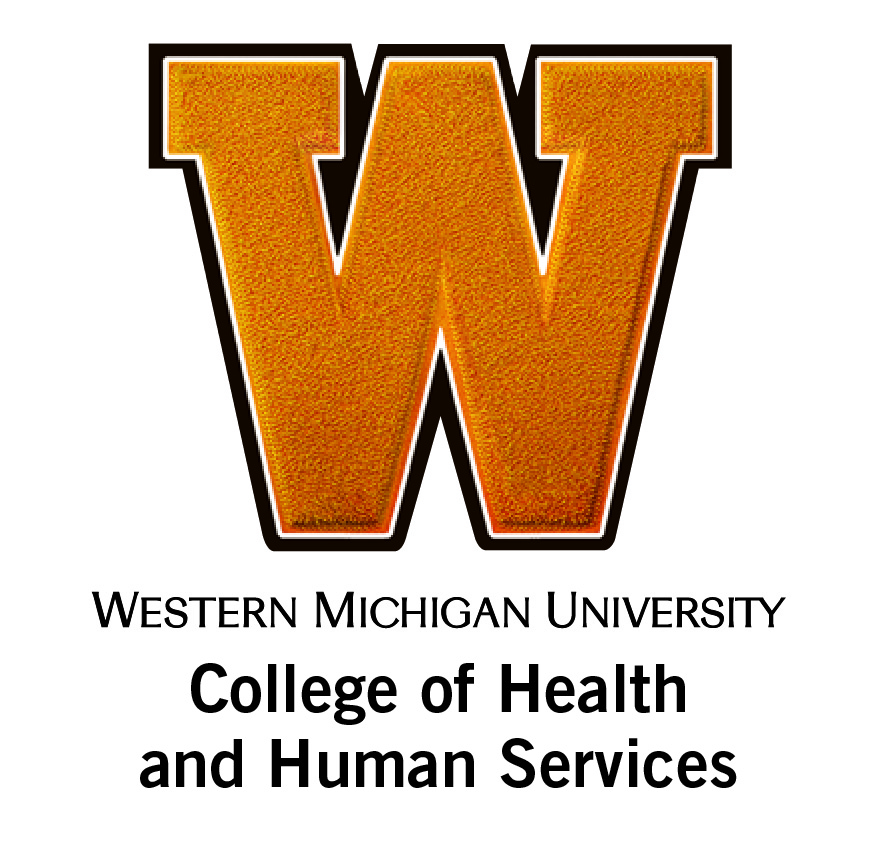 W
WESTERN MICHIGAN UNIVERSITY
College of Health
and Human Services